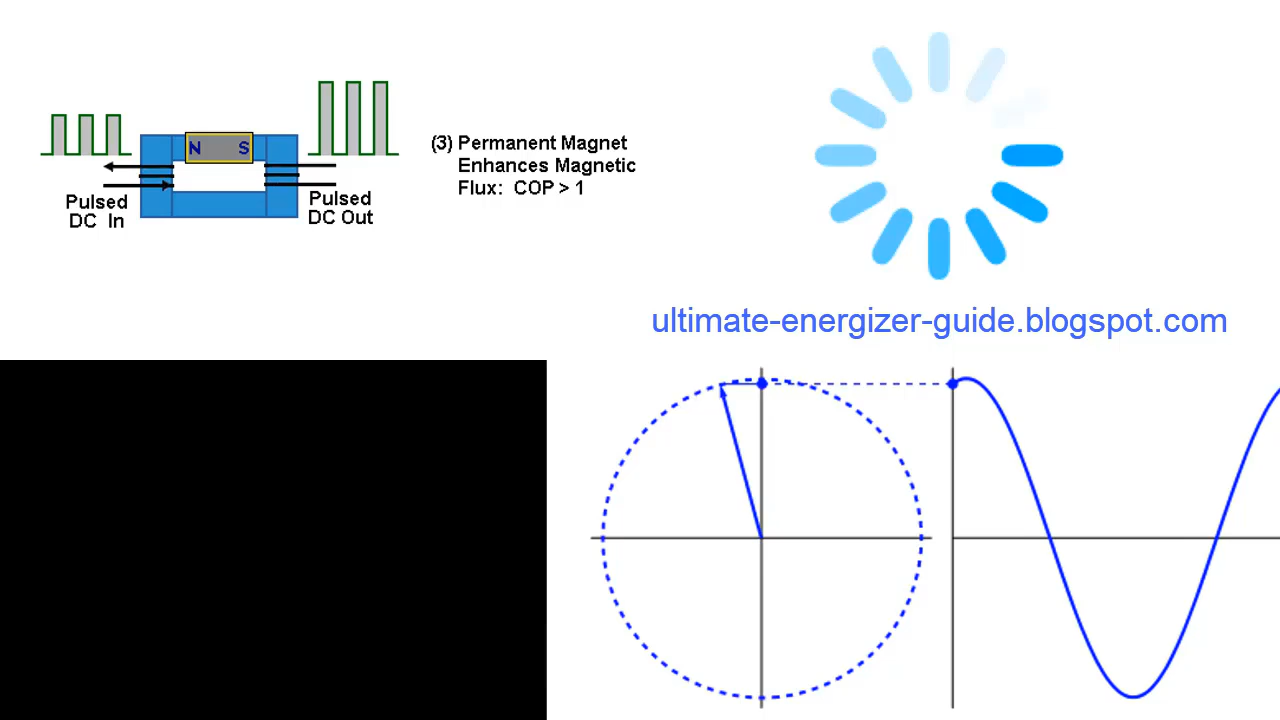 N S
Pulsed
DC In
Pulsed
DC Out
(3) Permanent Magnet
Enhances Magnetic
Flux: COP > 1
ultimate-energizer-guide.blogspot.com